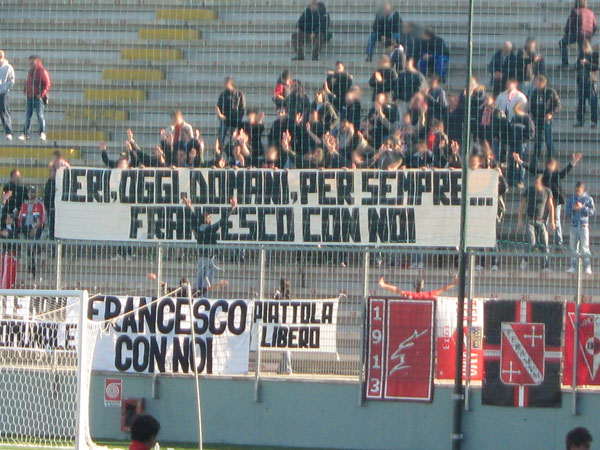 IERI, OGGI, DOMANI, PER SEMPRE...
FRANCESCO CON NOI
FRANCESCO
CON NOI
PIATTOLA
LIBERO
1913